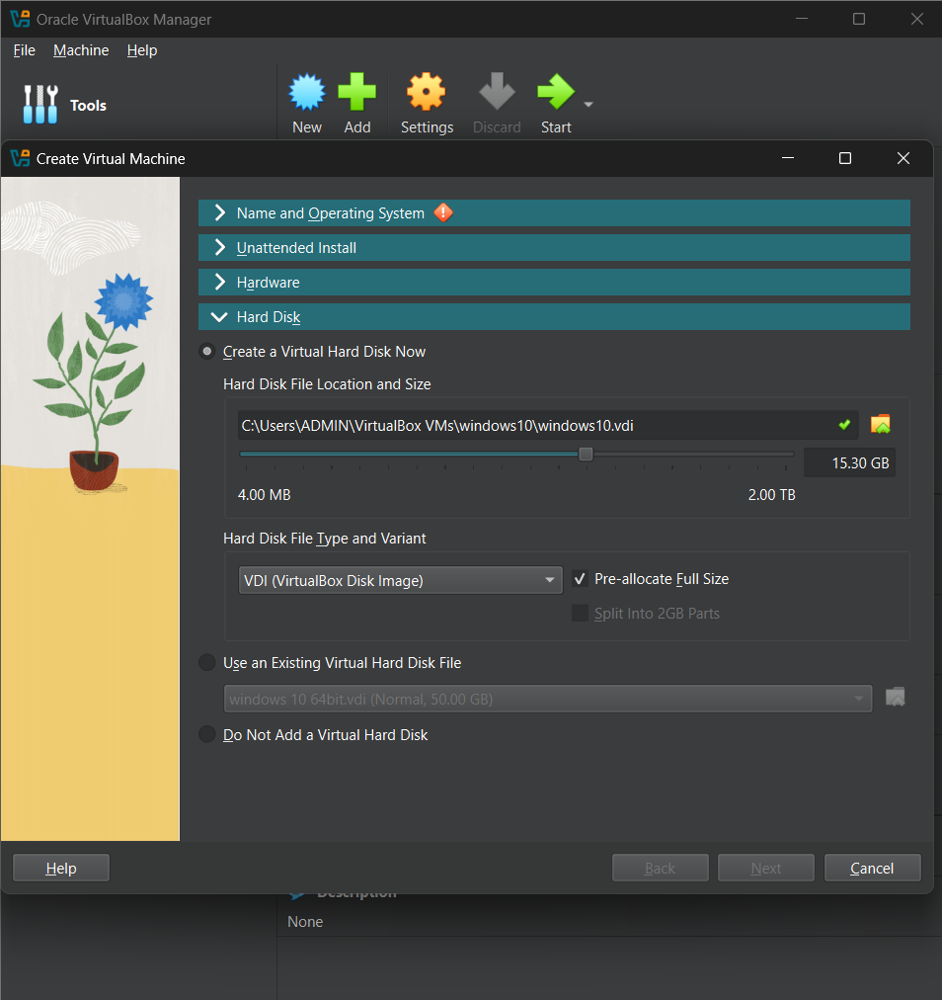 Oracle VirtualBox Manager
File Machine Help
Tools
New Add Settings Discard Start
Create Virtual Machine
Name and Operating System
Unattended Install
Hardware
Hard Disk
Create a Virtual Hard Disk Now
Hard Disk File Location and Size
C:\Users\ADMIN\VirtualBox VMs\windows10\windows10.vdi
15.30 GB
4.00 MB 2.00 TB
Hard Disk File Type and Variant
VDI (VirtualBox Disk Image) Pre-allocate Full Size
Split Into 2GB Parts
Use an Existing Virtual Hard Disk File
windows 10 64bit.vdi (Normal, 50.00 GB)
Do Not Add a Virtual Hard Disk
Help Back Next Cancel
Description
None